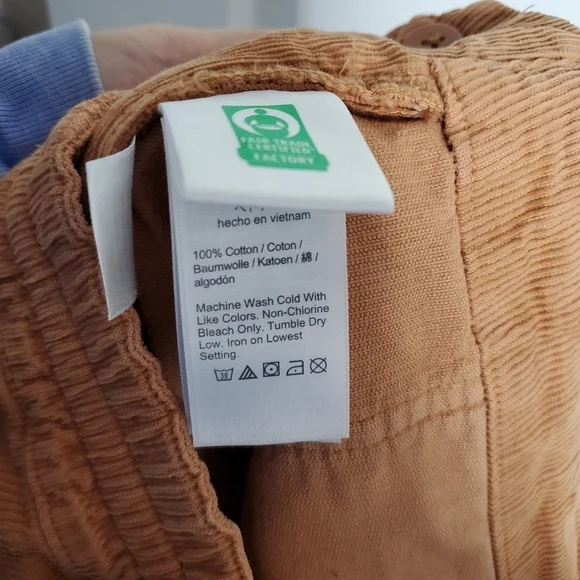 FAIR TRADE
CERTIFIED
FACTORY
hecho en vietnam
100% Cotton / Coton /
Baumwolle / Katoen / 綿 /
algodón
Machine Wash Cold With
Like Colors. Non-Chlorine
Bleach Only. Tumble Dry
Low. Iron on Lowest
Setting.
30